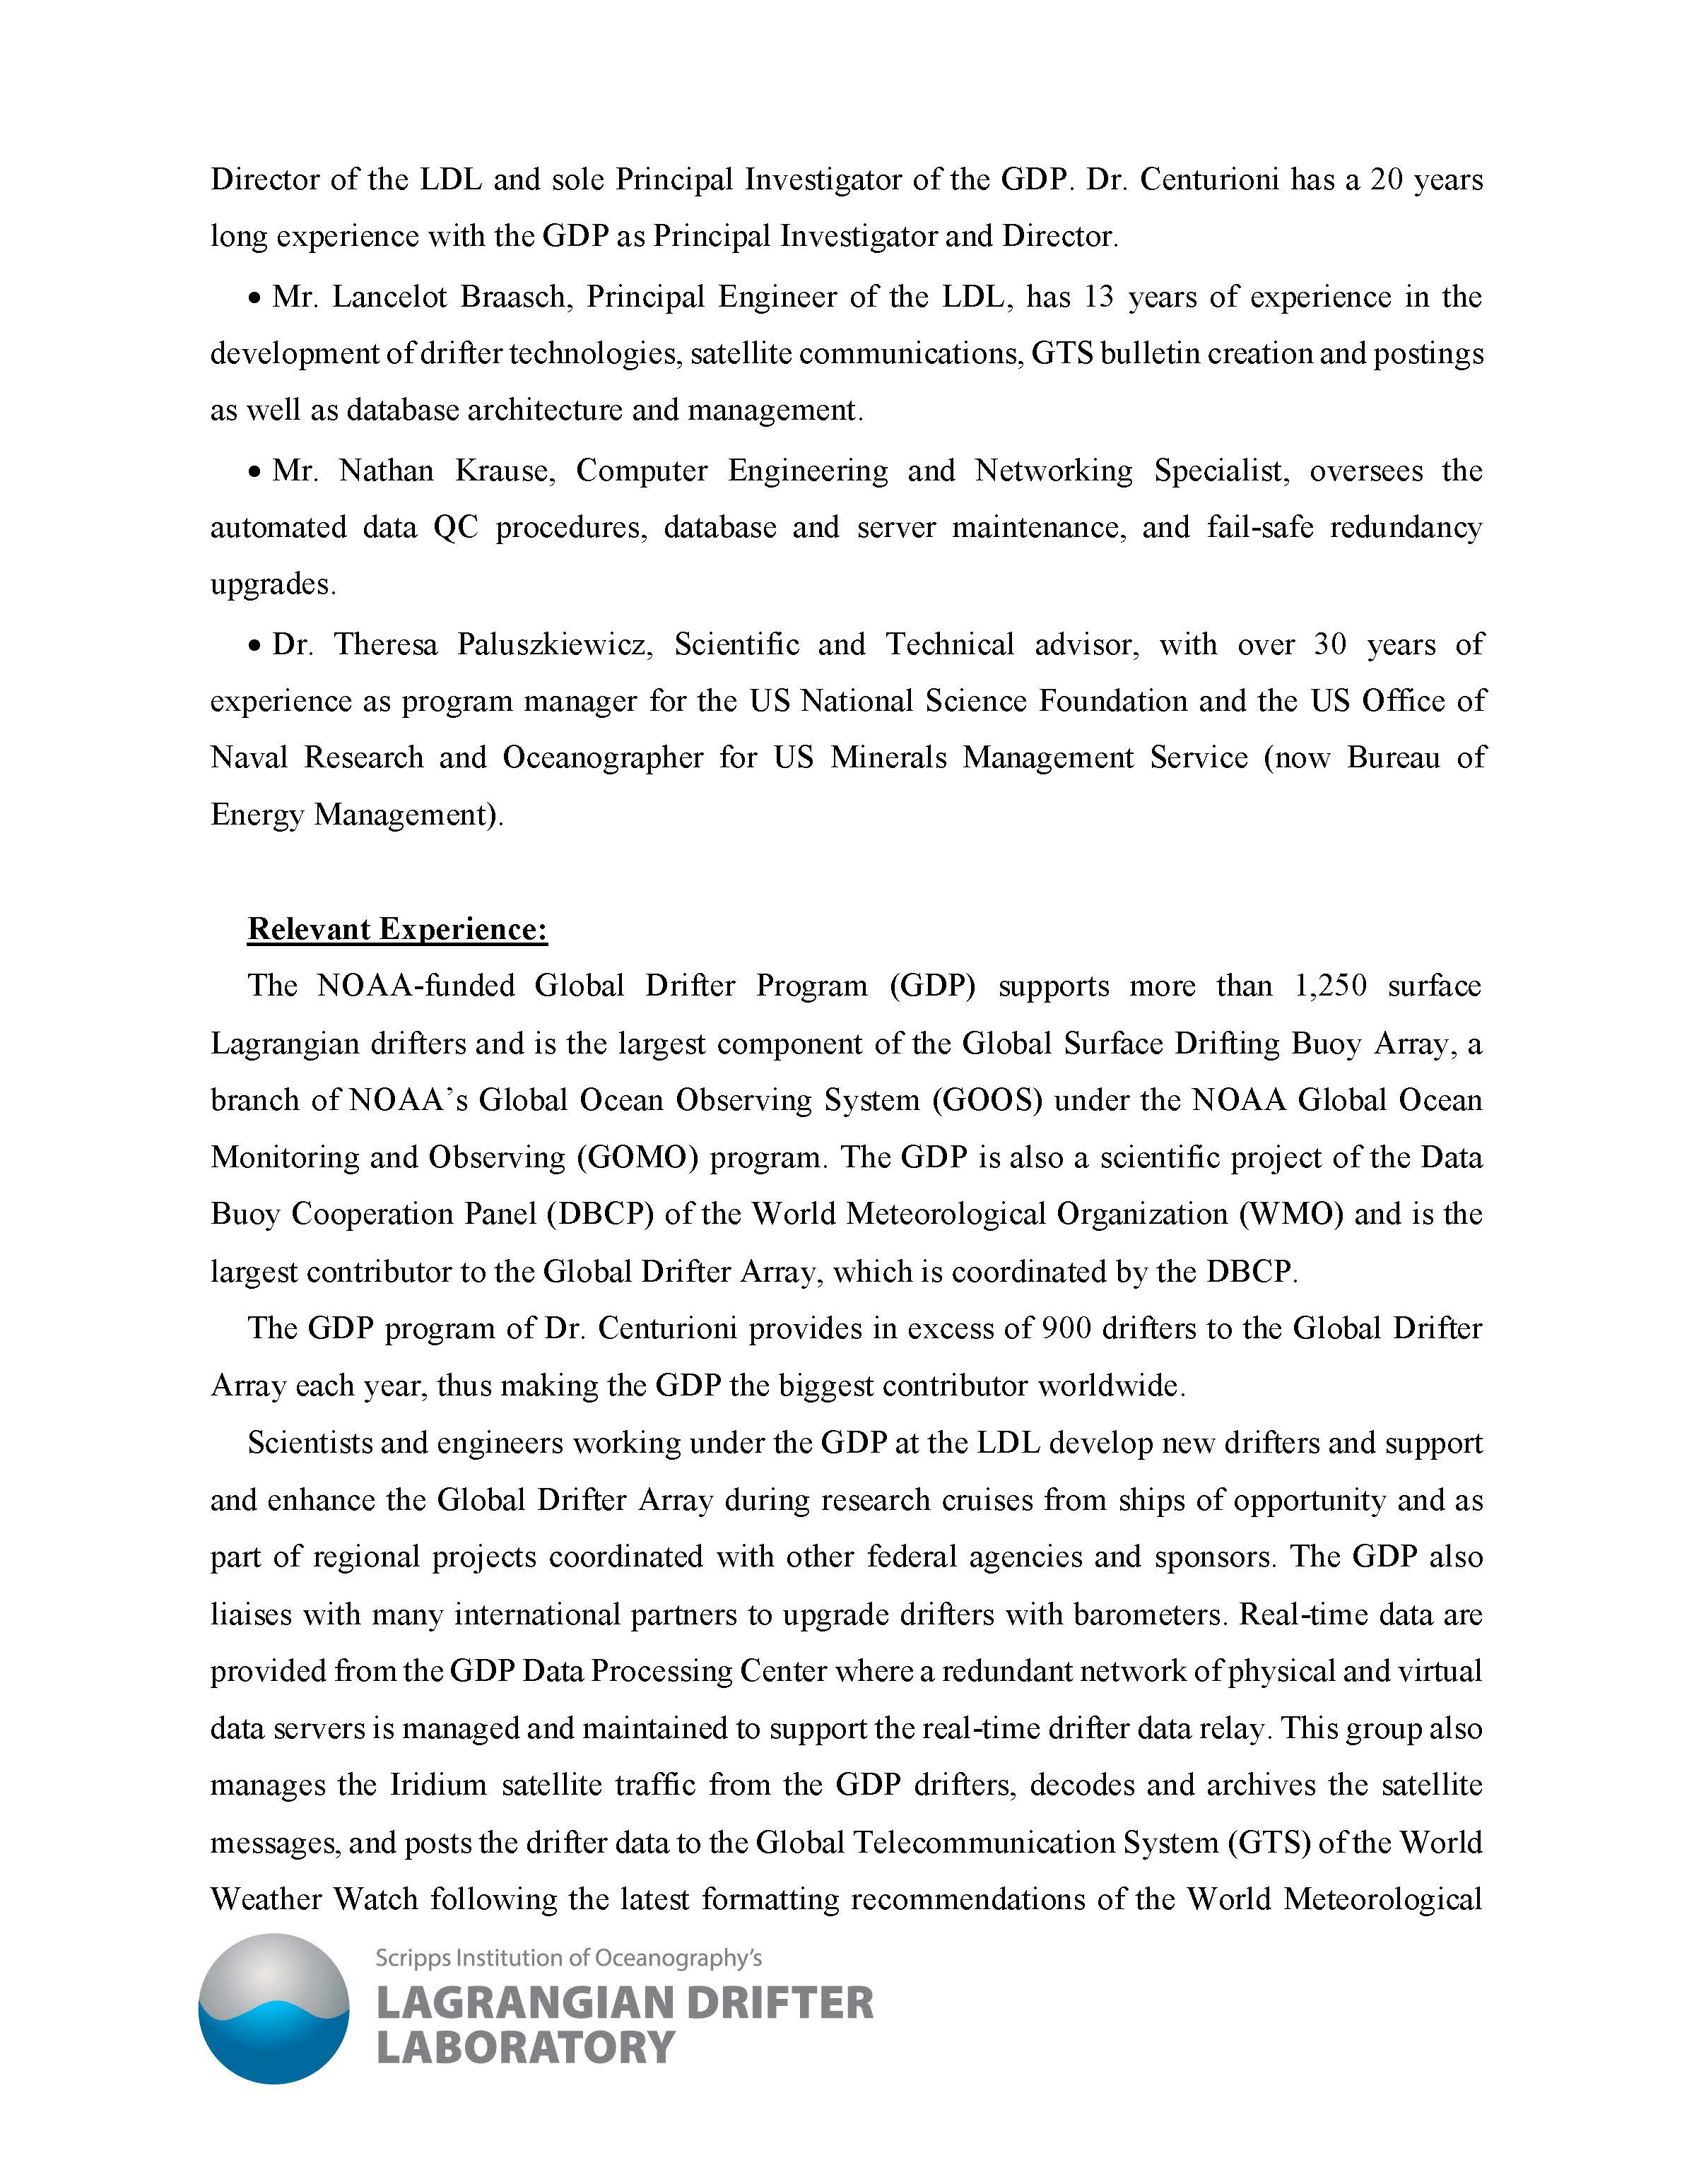 Director of the LDL and sole Principal Investigator of the GDP. Dr. Centurioni has a 20 years
long experience with the GDP as Principal Investigator and Director.
• Mr. Lancelot Braasch, Principal Engineer of the LDL, has 13 years of experience in the
development of drifter technologies, satellite communications, GTS bulletin creation and postings
as well as database architecture and management.
• Mr. Nathan Krause, Computer Engineering and Networking Specialist, oversees the
automated data QC procedures, database and server maintenance, and fail-safe redundancy
upgrades.
• Dr. Theresa Paluszkiewicz, Scientific and Technical advisor, with over 30 years of
experience as program manager for the US National Science Foundation and the US Office of
Naval Research and Oceanographer for US Minerals Management Service (now Bureau of
Energy Management).
Relevant Experience:
The NOAA-funded Global Drifter Program (GDP) supports more than 1,250 surface
Lagrangian drifters and is the largest component of the Global Surface Drifting Buoy Array, a
branch of NOAA’s Global Ocean Observing System (GOOS) under the NOAA Global Ocean
Monitoring and Observing (GOMO) program. The GDP is also a scientific project of the Data
Buoy Cooperation Panel (DBCP) of the World Meteorological Organization (WMO) and is the
largest contributor to the Global Drifter Array, which is coordinated by the DBCP.
The GDP program of Dr. Centurioni provides in excess of 900 drifters to the Global Drifter
Array each year, thus making the GDP the biggest contributor worldwide.
Scientists and engineers working under the GDP at the LDL develop new drifters and support
and enhance the Global Drifter Array during research cruises from ships of opportunity and as
part of regional projects coordinated with other federal agencies and sponsors. The GDP also
liaises with many international partners to upgrade drifters with barometers. Real-time data are
provided from the GDP Data Processing Center where a redundant network of physical and virtual
data servers is managed and maintained to support the real-time drifter data relay. This group also
manages the Iridium satellite traffic from the GDP drifters, decodes and archives the satellite
messages, and posts the drifter data to the Global Telecommunication System (GTS) of the World
Weather Watch following the latest formatting recommendations of the World Meteorological
Scripps Institution of Oceanography’s
LAGRANGIAN DRIFTER
LABORATORY